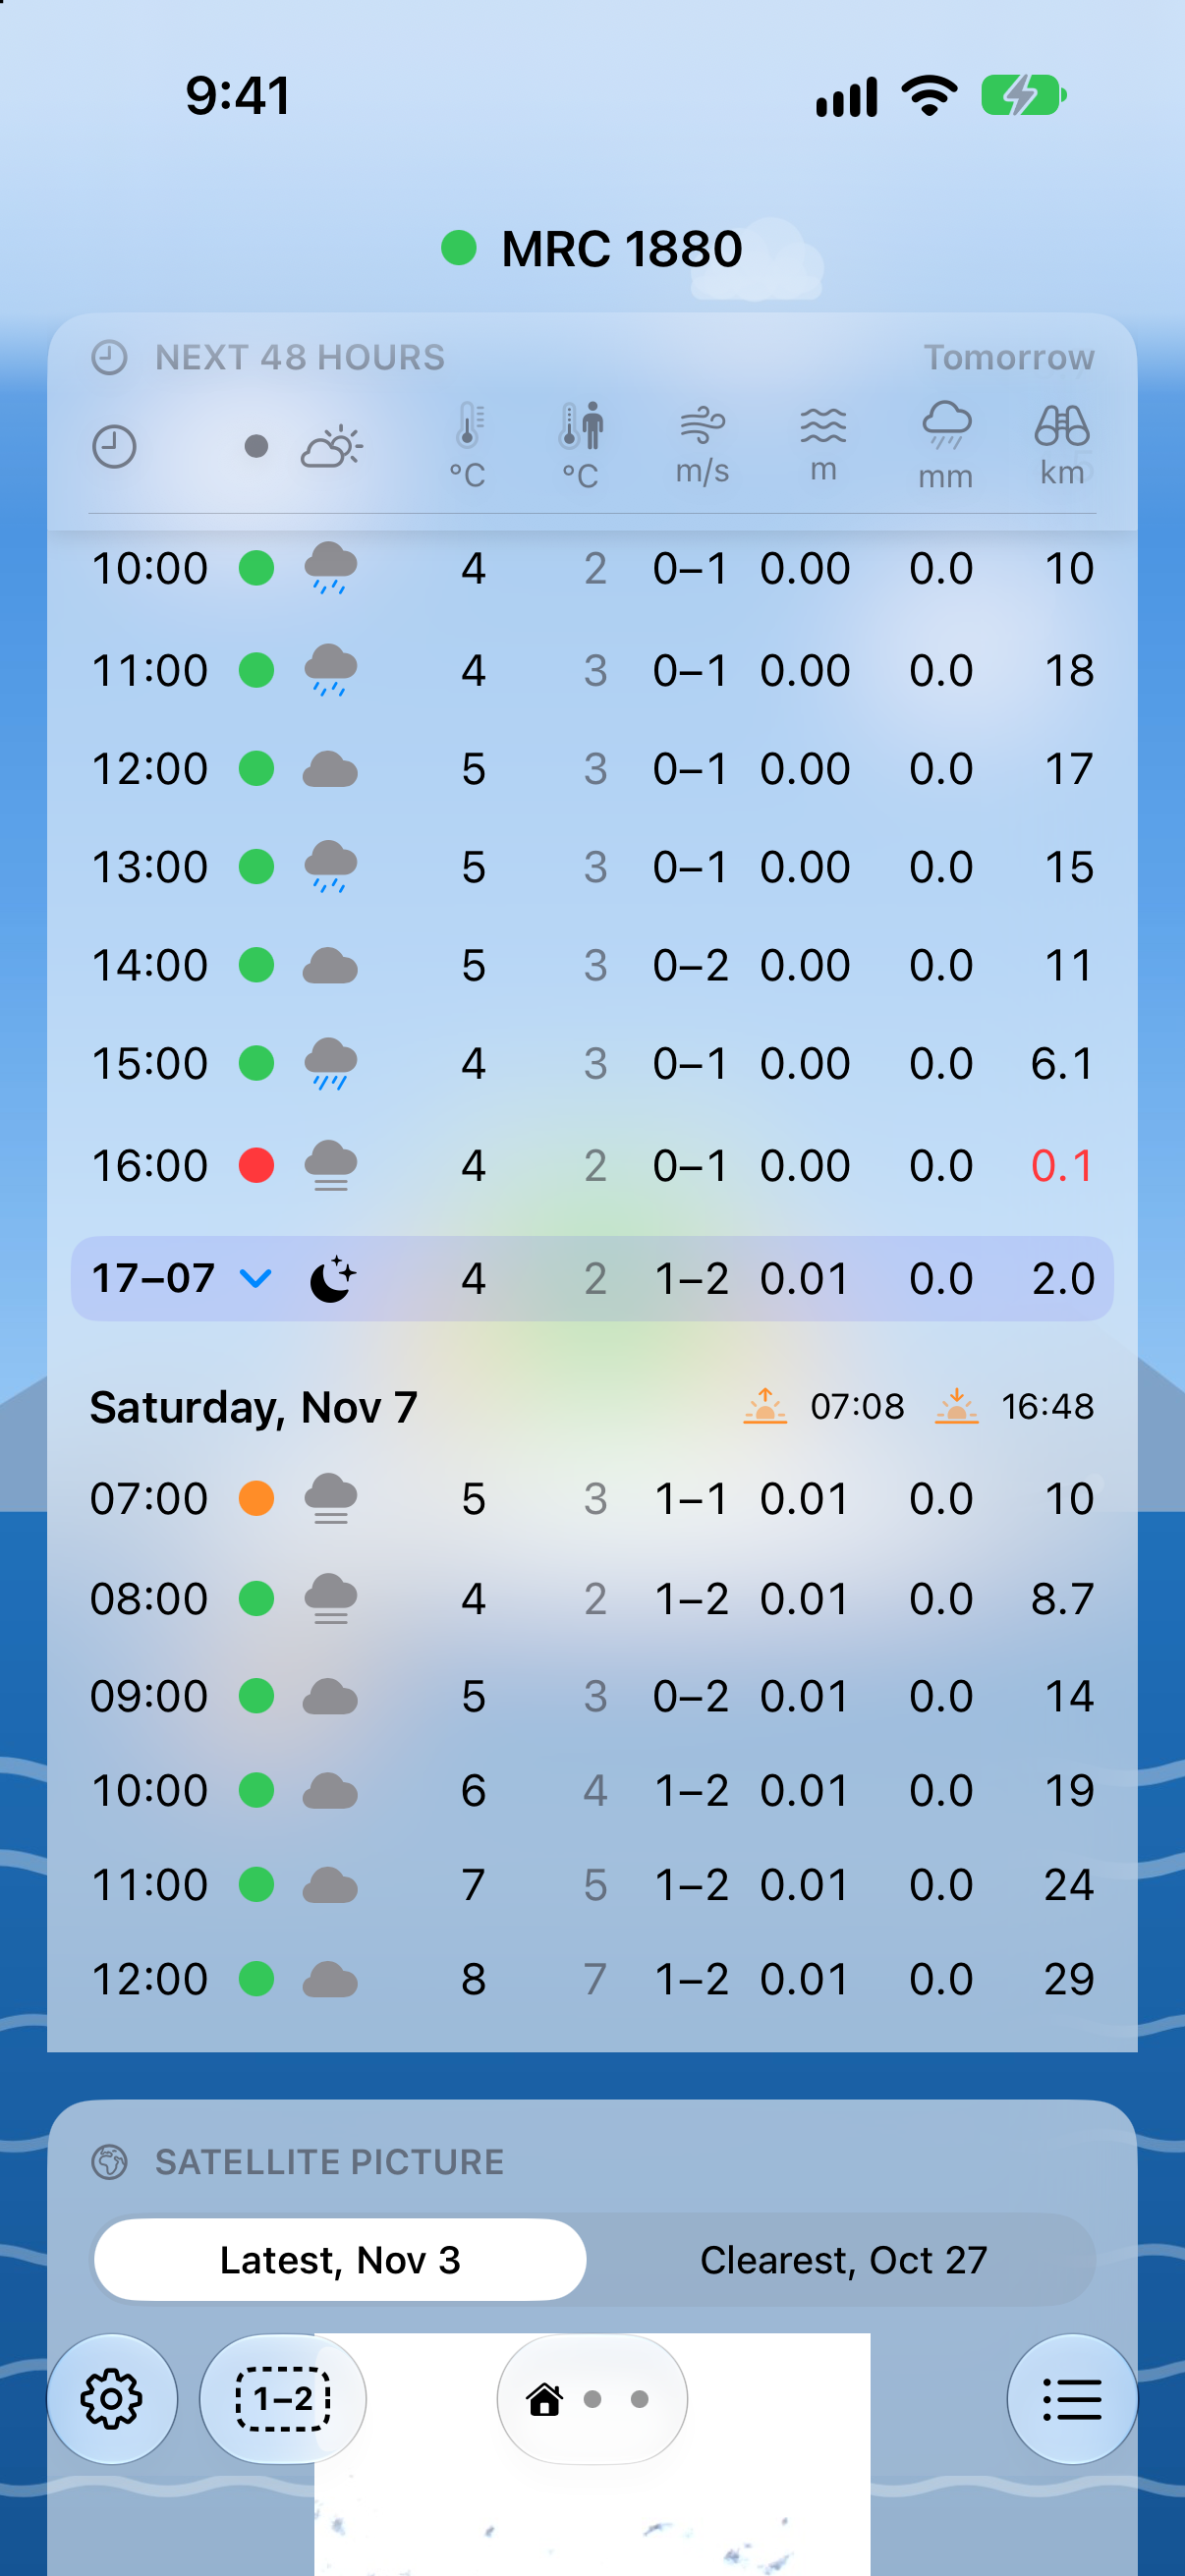 9:41
MRC 1880
NEXT 48 HOURS Tomorrow
°C °C m/s m mm km
10:00 4 2 0–1 0.00 0.0 10
11:00 4 3 0–1 0.00 0.0 18
12:00 5 3 0–1 0.00 0.0 17
13:00 5 3 0–1 0.00 0.0 15
14:00 5 3 0–2 0.00 0.0 11
15:00 4 3 0–1 0.00 0.0 6.1
16:00 4 2 0–1 0.00 0.0 0.1
17–07 4 2 1–2 0.01 0.0 2.0
Saturday, Nov 7 07:08 16:48
07:00 5 3 1–1 0.01 0.0 10
08:00 4 2 1–2 0.01 0.0 8.7
09:00 5 3 0–2 0.01 0.0 14
10:00 6 4 1–2 0.01 0.0 19
11:00 7 5 1–2 0.01 0.0 24
12:00 8 7 1–2 0.01 0.0 29
SATELLITE PICTURE
Latest, Nov 3 Clearest, Oct 27
1–2